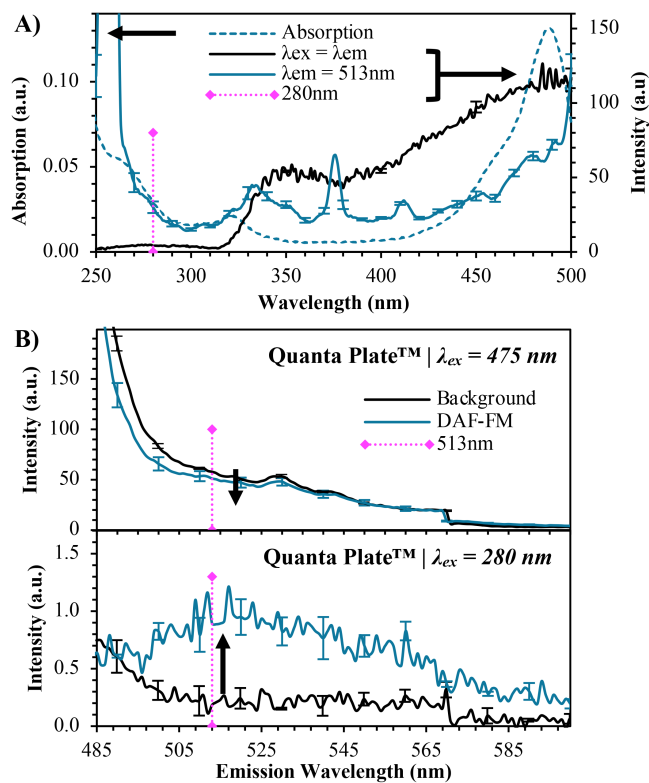 A)
Absorption
λex = λem
λem = 513nm
280nm
0.10
0.05
0.00
Absorption (a.u.)
150
100
50
0
Intensity (a.u.)
250 300 350 400 450 500
Wavelength (nm)
B)
Quanta Plate™ | λex = 475 nm
Background
DAF-FM
513nm
150
100
50
0
Intensity (a.u.)
Quanta Plate™ | λex = 280 nm
1.5
1.0
0.5
0.0
Intensity (a.u.)
485 505 525 545 565 585
Emission Wavelength (nm)